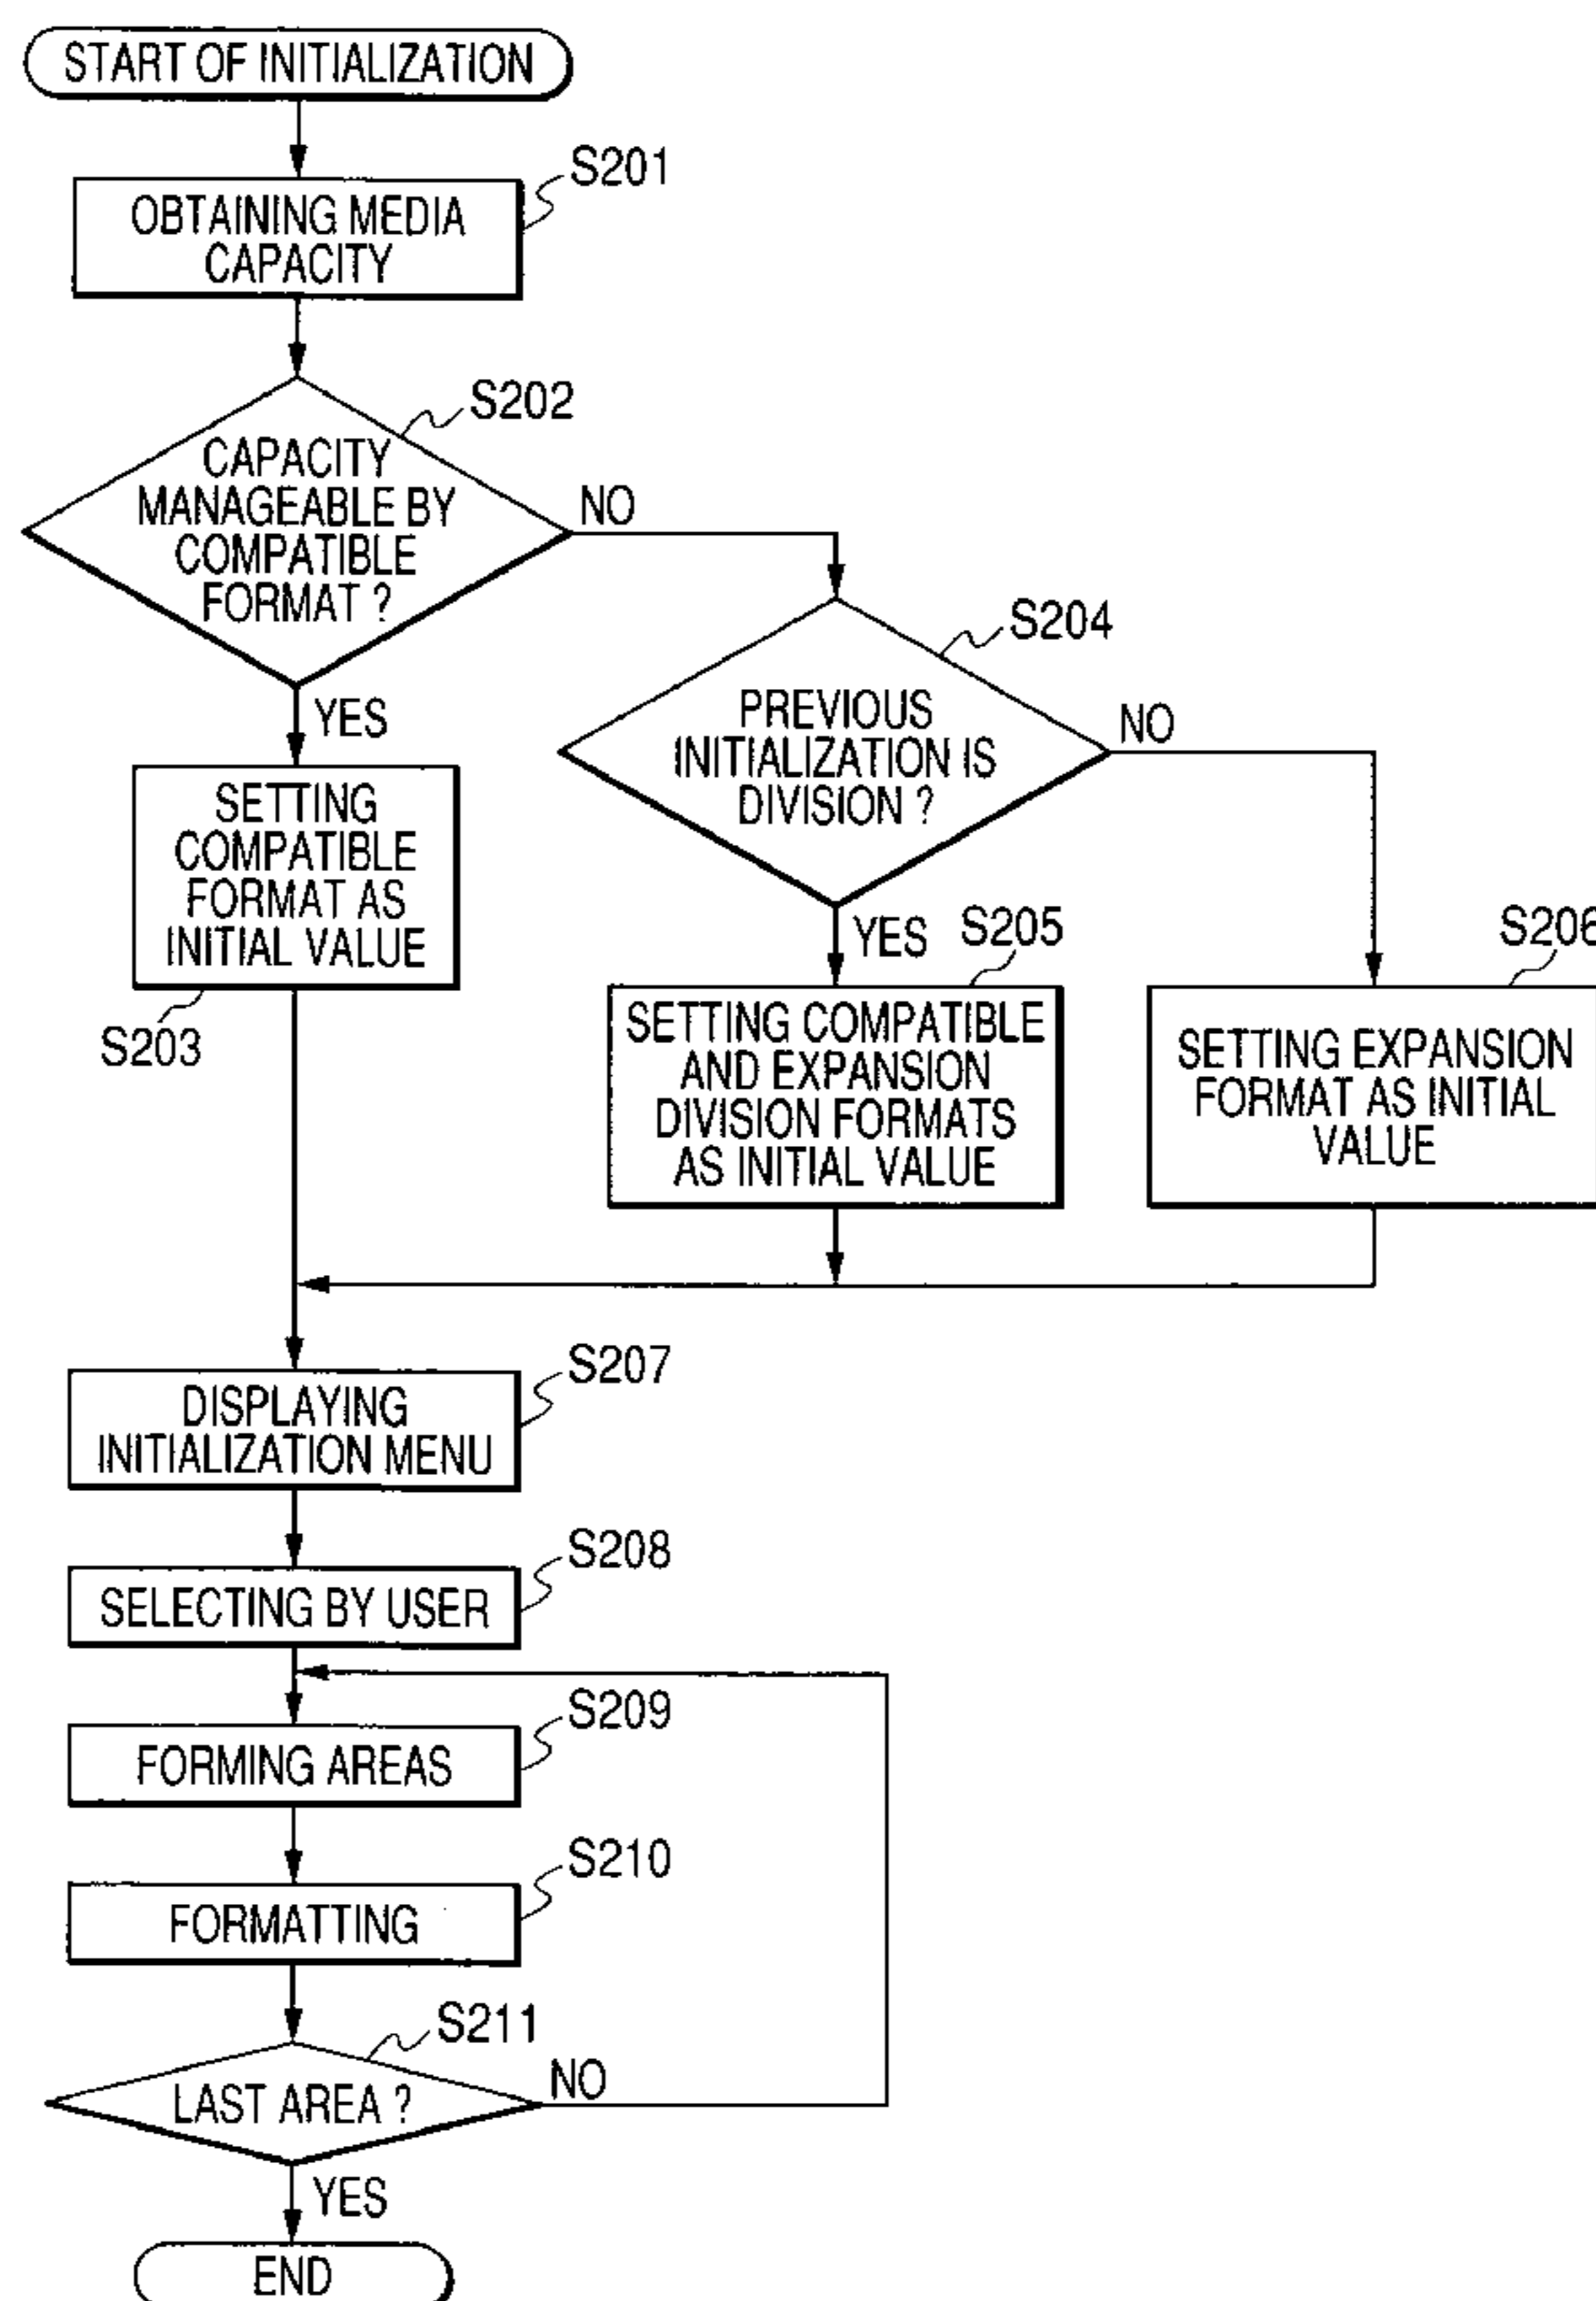 START OF INITIALIZATION
S201
OBTAINING MEDIA
CAPACITY
S202
CAPACITY
MANAGEABLE BY
COMPATIBLE
FORMAT ?
NO
YES
S204
PREVIOUS
INITIALIZATION IS
DIVISION ?
NO
YES
SETTING
COMPATIBLE
FORMAT AS
INITIAL VALUE
S203
S205
SETTING COMPATIBLE
AND EXPANSION
DIVISION FORMATS
AS INITIAL VALUE
S206
SETTING EXPANSION
FORMAT AS INITIAL
VALUE
S207
DISPLAYING
INITIALIZATION MENU
S208
SELECTING BY USER
S209
FORMING AREAS
S210
FORMATTING
S211
LAST AREA ?
NO
YES
END